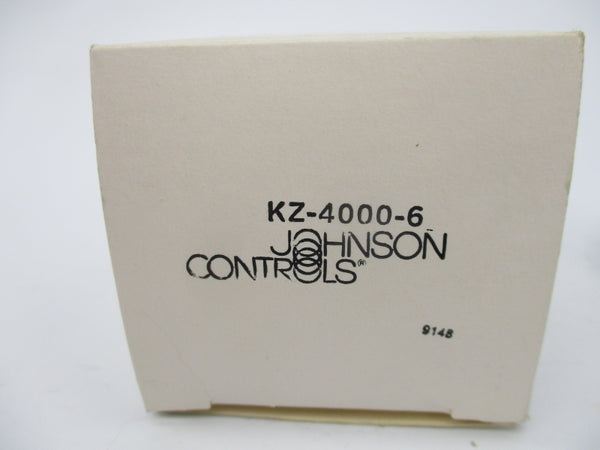 KZ-4000-6
JOHNSON
CONTROLS®
9148